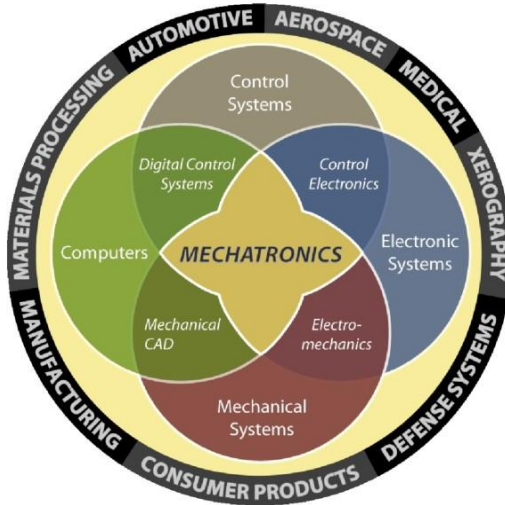 AUTOMOTIVE
AEROSPACE
MEDICAL
XEROGRAPHY
DEFENSE SYSTEMS
CONSUMER PRODUCTS
MANUFACTURING
MATERIALS PROCESSING
Control
Systems
Digital Control
Systems
Control
Electronics
Computers
MECHATRONICS
Electronic
Systems
Mechanical
CAD
Electro-
mechanics
Mechanical
Systems